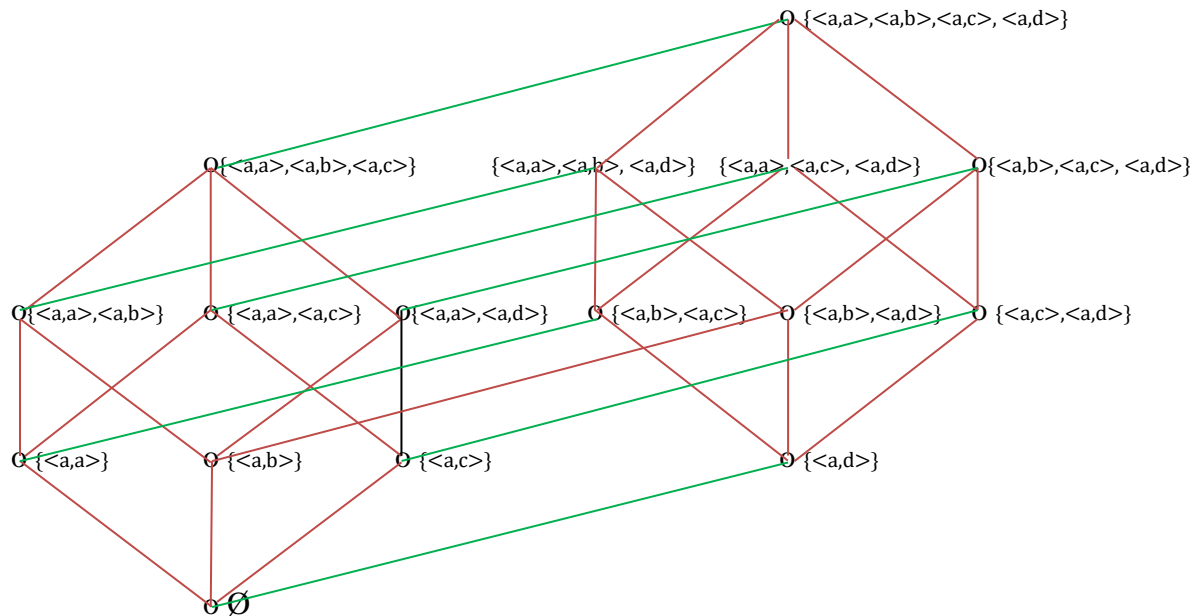 O {<a,a>,<a,b>,<a,c>, <a,d>}
O{<a,a>,<a,b>,<a,c>}
{<a,a>,<a,b>, <a,d>}
{<a,a>,<a,c>, <a,d>}
O{<a,b>,<a,c>, <a,d>}
O{<a,a>,<a,b>}
O {<a,a>,<a,c>}
O{<a,a>,<a,d>}
O {<a,b>,<a,c>}
O {<a,b>,<a,d>}
O {<a,c>,<a,d>}
O {<a,a>}
O {<a,b>}
O {<a,c>}
O {<a,d>}
O Ø